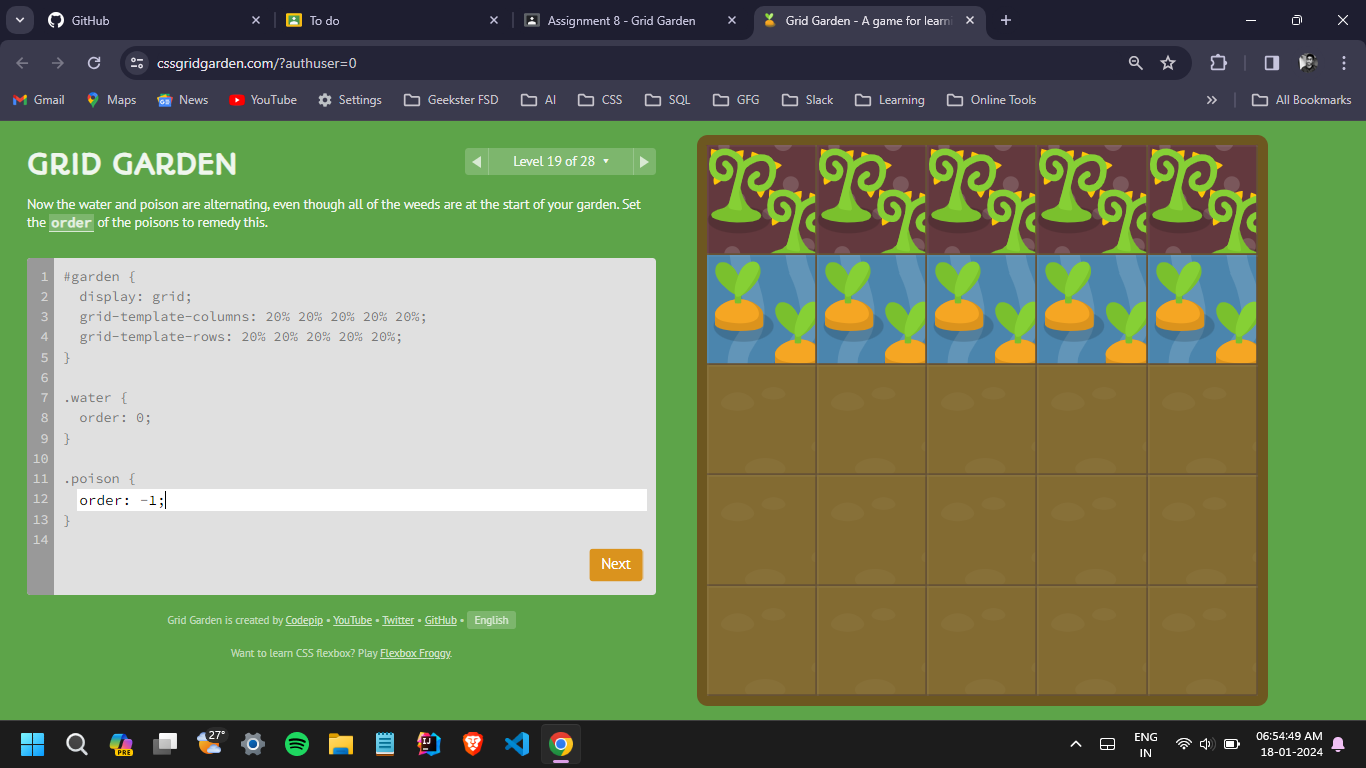 GitHub
To do
Assignment 8 - Grid Garden
Grid Garden - A game for learni
cssgridgarden.com/?authuser=0
Gmail
Maps
News
YouTube
Settings
Geekster FSD
AI
CSS
SQL
GFG
Slack
Learning
Online Tools
»
All Bookmarks
GRID GARDEN
Level 19 of 28
Now the water and poison are alternating, even though all of the weeds are at the start of your garden. Set
the order of the poisons to remedy this.
1 #garden {
2 display: grid;
3 grid-template-columns: 20% 20% 20% 20% 20%;
4 grid-template-rows: 20% 20% 20% 20% 20%;
5 }
6
7 .water {
8 order: 0;
9 }
10
11 .poison {
12 order: -1;
13 }
14
Next
Grid Garden is created by Codepip • YouTube • Twitter • GitHub • English
Want to learn CSS flexbox? Play Flexbox Froggy.
PRE
27°
ENG
IN
06:54:49 AM
18-01-2024